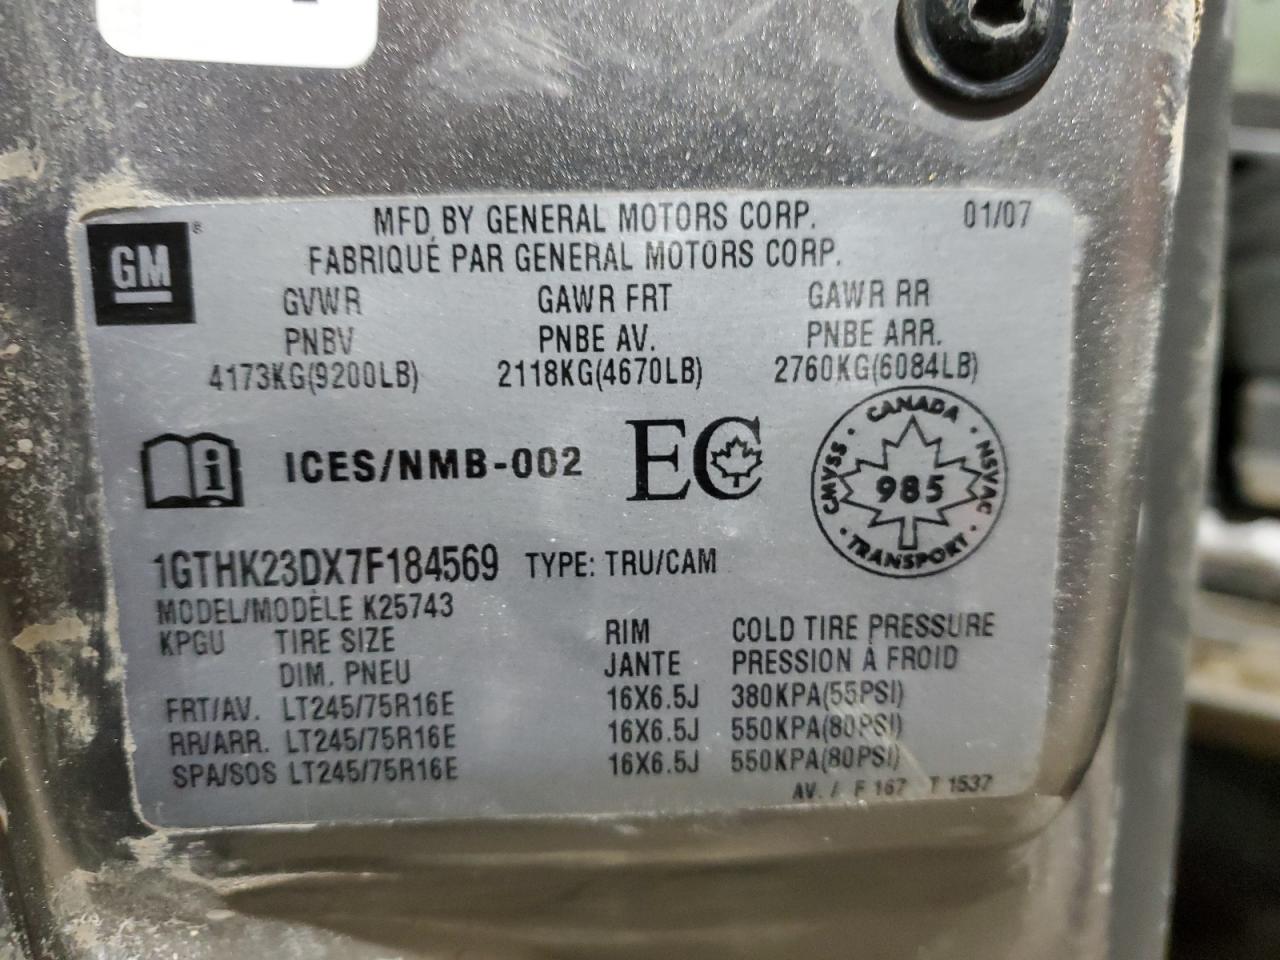 GM ®
MFD BY GENERAL MOTORS CORP. 01/07
FABRIQUÉ PAR GENERAL MOTORS CORP.
GVWR GAWR FRT GAWR RR
PNBV PNBE AV. PNBE ARR.
4173KG(9200LB) 2118KG(4670LB) 2760KG(6084LB)
i ICES/NMB-002 EC
CANADA · NSVAC · TRANSPORT · CMVSS ·
985
1GTHK23DX7F184569 TYPE: TRU/CAM
MODEL/MODÈLE K25743
KPGU TIRE SIZE RIM COLD TIRE PRESSURE
DIM. PNEU JANTE PRESSION À FROID
FRT/AV. LT245/75R16E 16X6.5J 380KPA(55PSI)
RR/ARR. LT245/75R16E 16X6.5J 550KPA(80PSI)
SPA/SOS LT245/75R16E 16X6.5J 550KPA(80PSI)
AV. / F 167 T 1537